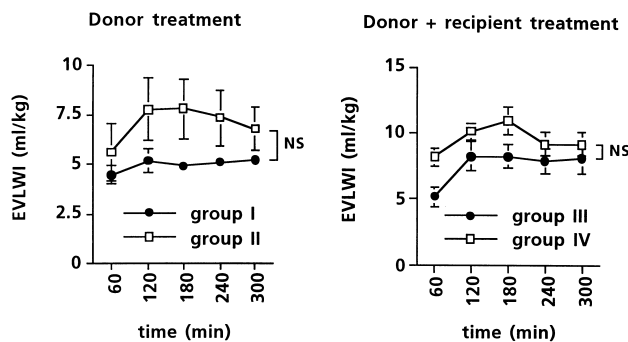 Donor treatment
10
7.5
5
2.5
0
EVLWI (ml/kg)
NS
group I
group II
60
120
180
240
300
time (min)
Donor + recipient treatment
15
10
5
0
EVLWI (ml/kg)
NS
group III
group IV
60
120
180
240
300
time (min)